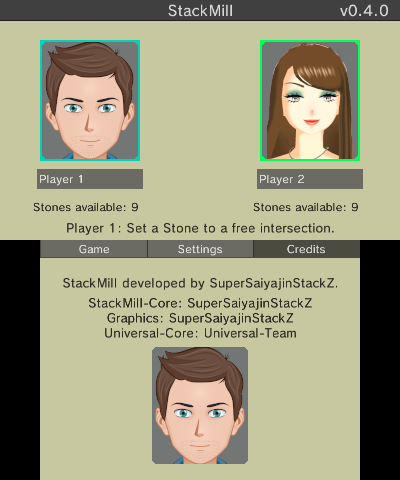 StackMill v0.4.0
Player 1 Player 2
Stones available: 9 Stones available: 9
Player 1: Set a Stone to a free intersection.
Game Settings Credits
StackMill developed by SuperSaiyajinStackZ.
StackMill-Core: SuperSaiyajinStackZ
Graphics: SuperSaiyajinStackZ
Universal-Core: Universal-Team